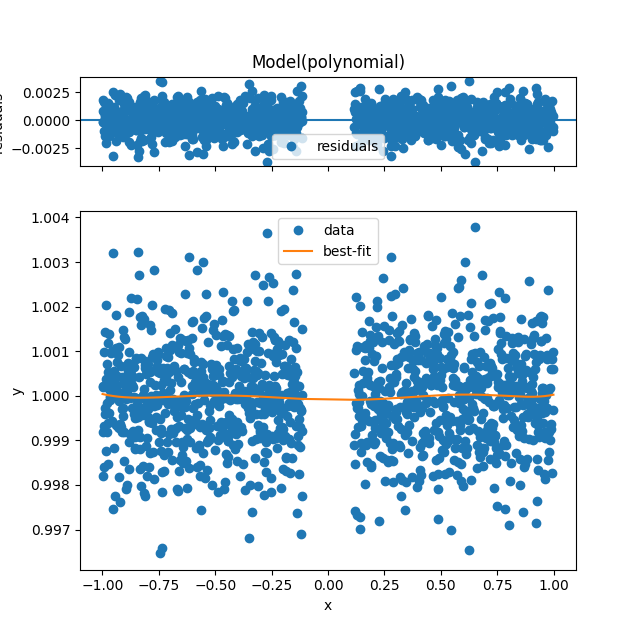 Model(polynomial)
0.0025
0.0000
−0.0025
residuals
residuals
1.004
1.003
1.002
1.001
1.000
0.999
0.998
0.997
y
data
best-fit
−1.00 −0.75 −0.50 −0.25 0.00 0.25 0.50 0.75 1.00
x